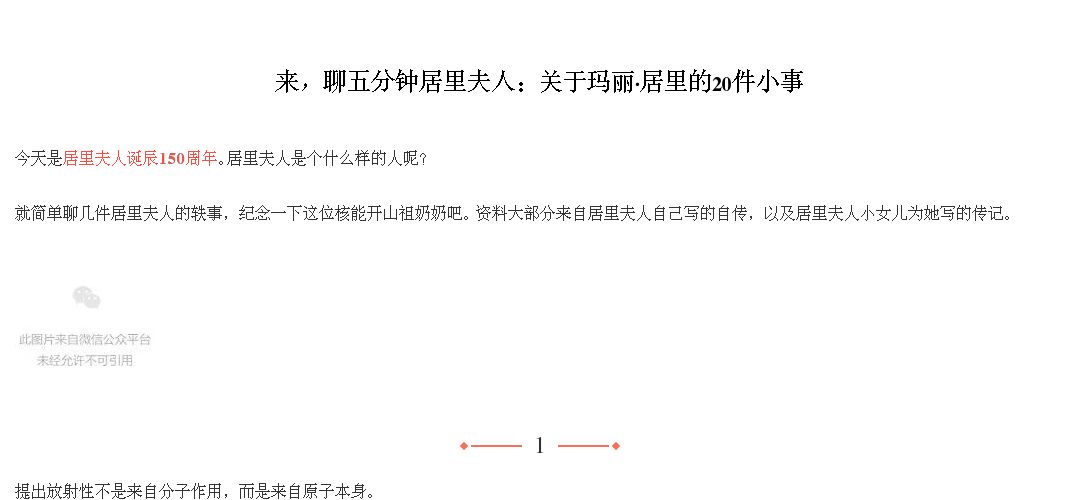 来，聊五分钟居里夫人：关于玛丽·居里的20件小事
今天是居里夫人诞辰150周年。居里夫人是个什么样的人呢？
就简单聊几件居里夫人的轶事，纪念一下这位核能开山祖奶奶吧。资料大部分来自居里夫人自己写的自传，以及居里夫人小女儿为她写的传记。
此图片来自微信公众平台
未经允许不可引用
1
提出放射性不是来自分子作用，而是来自原子本身。